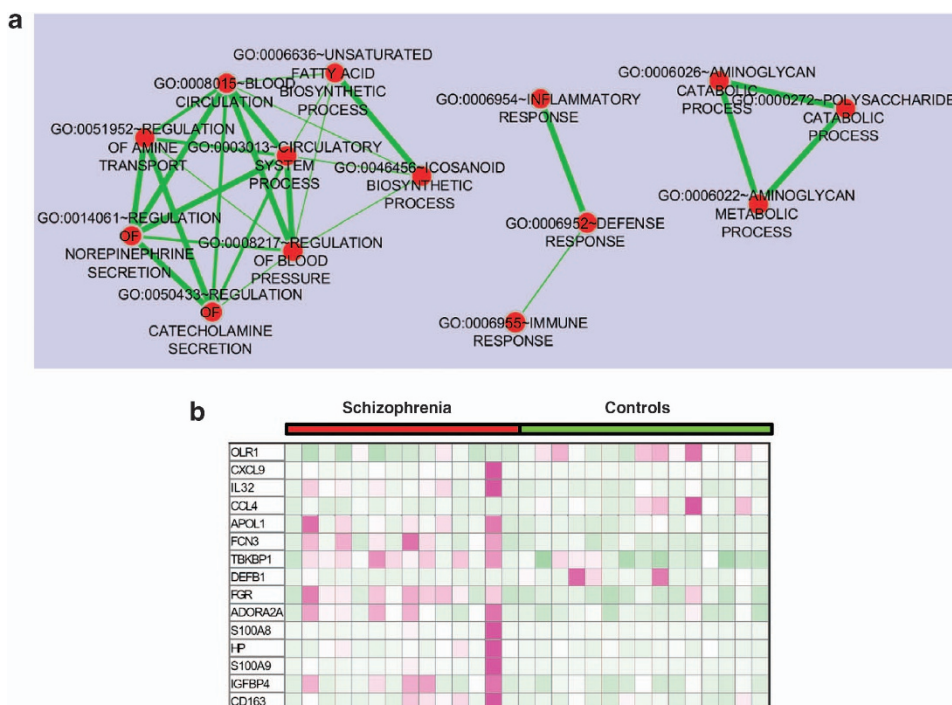 a
GO:0006636~UNSATURATED
FATTY ACID
BIOSYNTHETIC
PROCESS
GO:0008015~BLOOD
CIRCULATION
GO:0051952~REGULATION
OF AMINE
TRANSPORT
GO:0003013~CIRCULATORY
SYSTEM
PROCESS
GO:0046456~ICOSANOID
BIOSYNTHETIC
PROCESS
GO:0014061~REGULATION
OF
NOREPINEPHRINE
SECRETION
GO:0008217~REGULATION
OF BLOOD
PRESSURE
GO:0050433~REGULATION
OF
CATECHOLAMINE
SECRETION
GO:0006954~INFLAMMATORY
RESPONSE
GO:0006952~DEFENSE
RESPONSE
GO:0006955~IMMUNE
RESPONSE
GO:0006026~AMINOGLYCAN
CATABOLIC
PROCESS
GO:0000272~POLYSACCHARIDE
CATABOLIC
PROCESS
GO:0006022~AMINOGLYCAN
METABOLIC
PROCESS
b
Schizophrenia
Controls
OLR1
CXCL9
IL32
CCL4
APOL1
FCN3
TBKBP1
DEFB1
FGR
ADORA2A
S100A8
HP
S100A9
IGFBP4
CD163